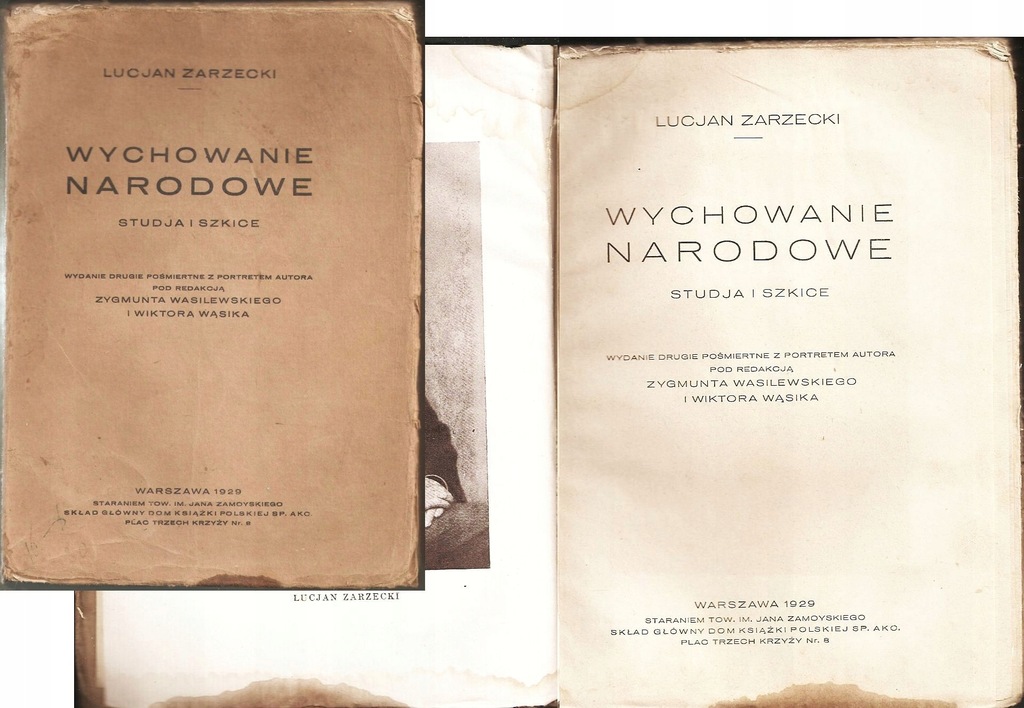 LUCJAN ZARZECKI
WYCHOWANIE
NARODOWE
STUDJA I SZKICE
WYDANIE DRUGIE POŚMIERTNE Z PORTRETEM AUTORA
POD REDAKCJĄ
ZYGMUNTA WASILEWSKIEGO
I WIKTORA WĄSIKA
WARSZAWA 1929
STARANIEM TOW. IM. JANA ZAMOYSKIEGO
SKŁAD GŁÓWNY DOM KSIĄŻKI POLSKIEJ SP. AKC.
PLAC TRZECH KRZYŻY Nr. 8
LUCJAN ZARZECKI
LUCJAN ZARZECKI
WYCHOWANIE
NARODOWE
STUDJA I SZKICE
WYDANIE DRUGIE POŚMIERTNE Z PORTRETEM AUTORA
POD REDAKCJĄ
ZYGMUNTA WASILEWSKIEGO
I WIKTORA WĄSIKA
WARSZAWA 1929
STARANIEM TOW. IM. JANA ZAMOYSKIEGO
SKŁAD GŁÓWNY DOM KSIĄŻKI POLSKIEJ SP. AKC.
PLAC TRZECH KRZYŻY Nr. 8